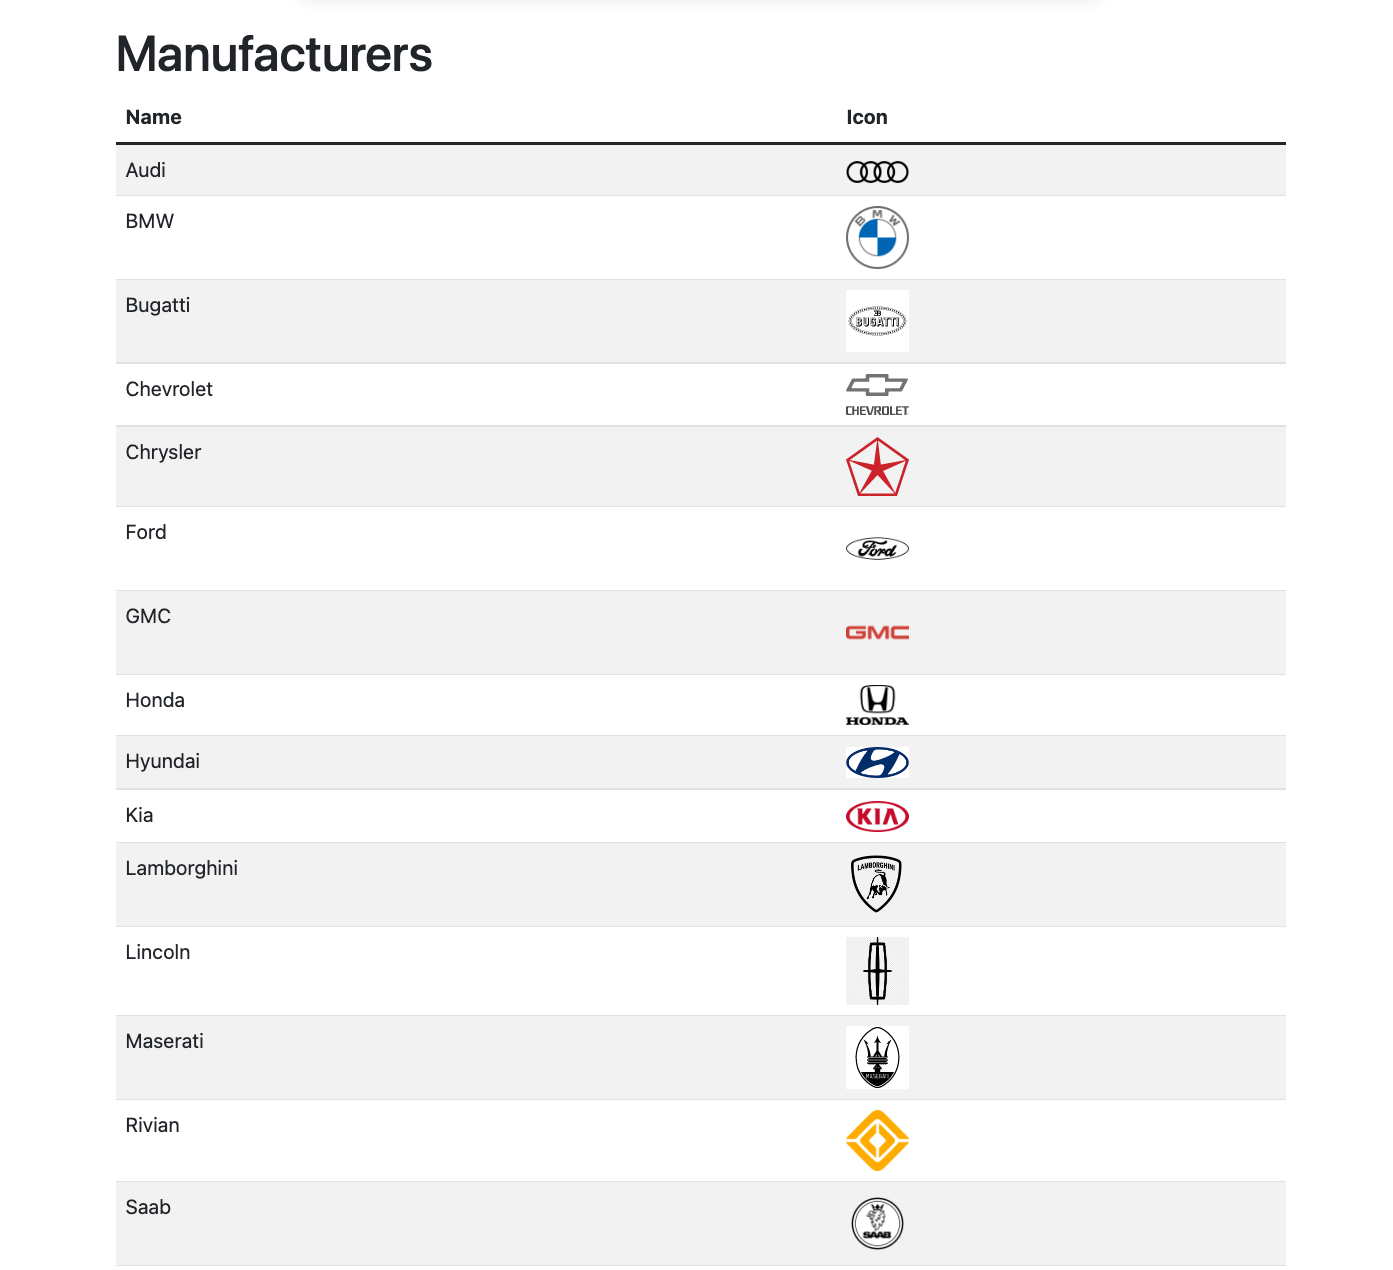 Manufacturers
Name Icon
Audi
BMW BMW
Bugatti BUGATTI
Chevrolet CHEVROLET
Chrysler
Ford Ford
GMC GMC
Honda HONDA
Hyundai
Kia KIA
Lamborghini LAMBORGHINI
Lincoln
Maserati MASERATI
Rivian
Saab SAAB